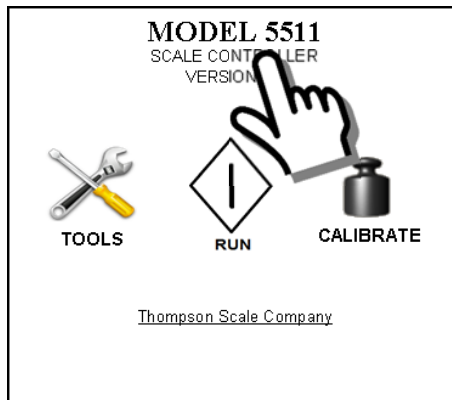 MODEL 5511
SCALE CONTROLLER
VERSION
TOOLS
RUN
CALIBRATE
Thompson Scale Company